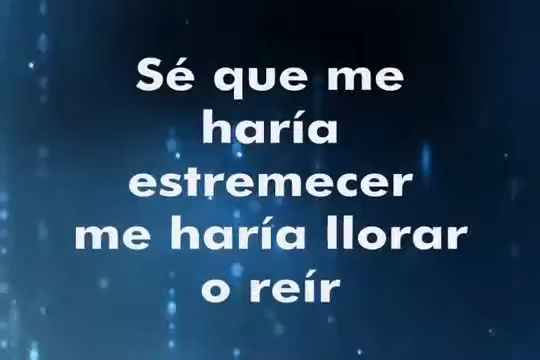 Sé que me
haría
estremecer
me haría llorar
o reír